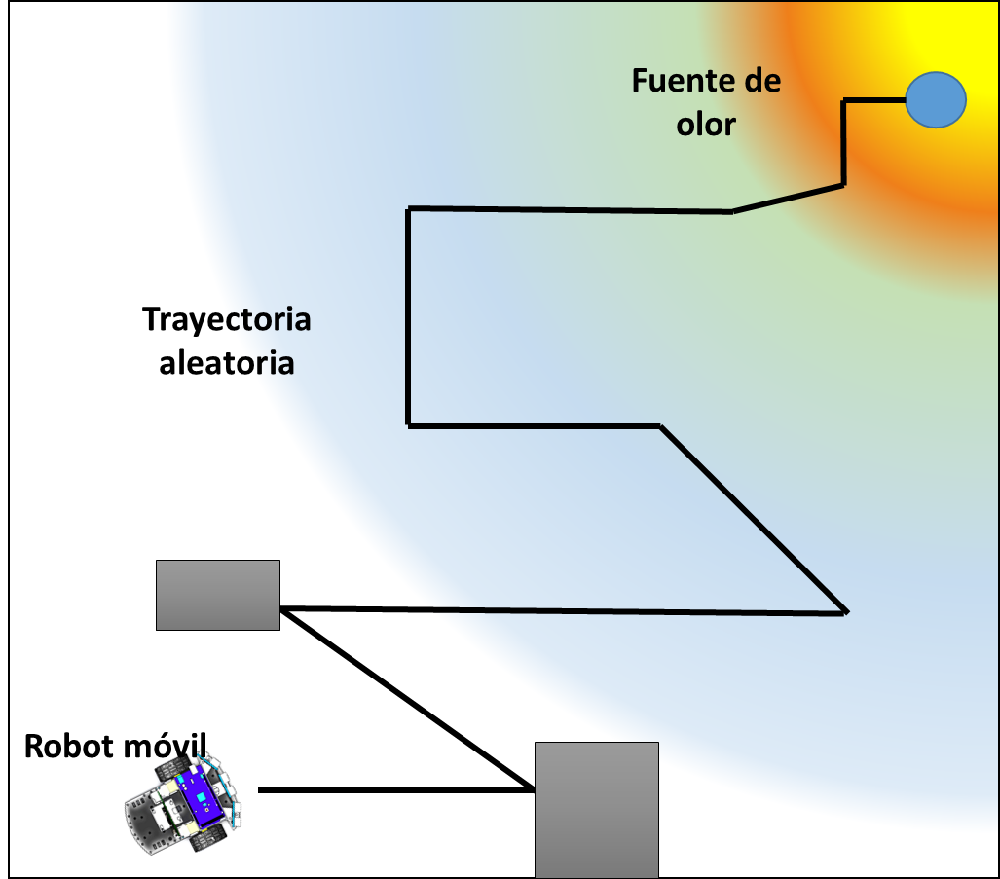 Fuente de
olor
Trayectoria
aleatoria
Robot móvil